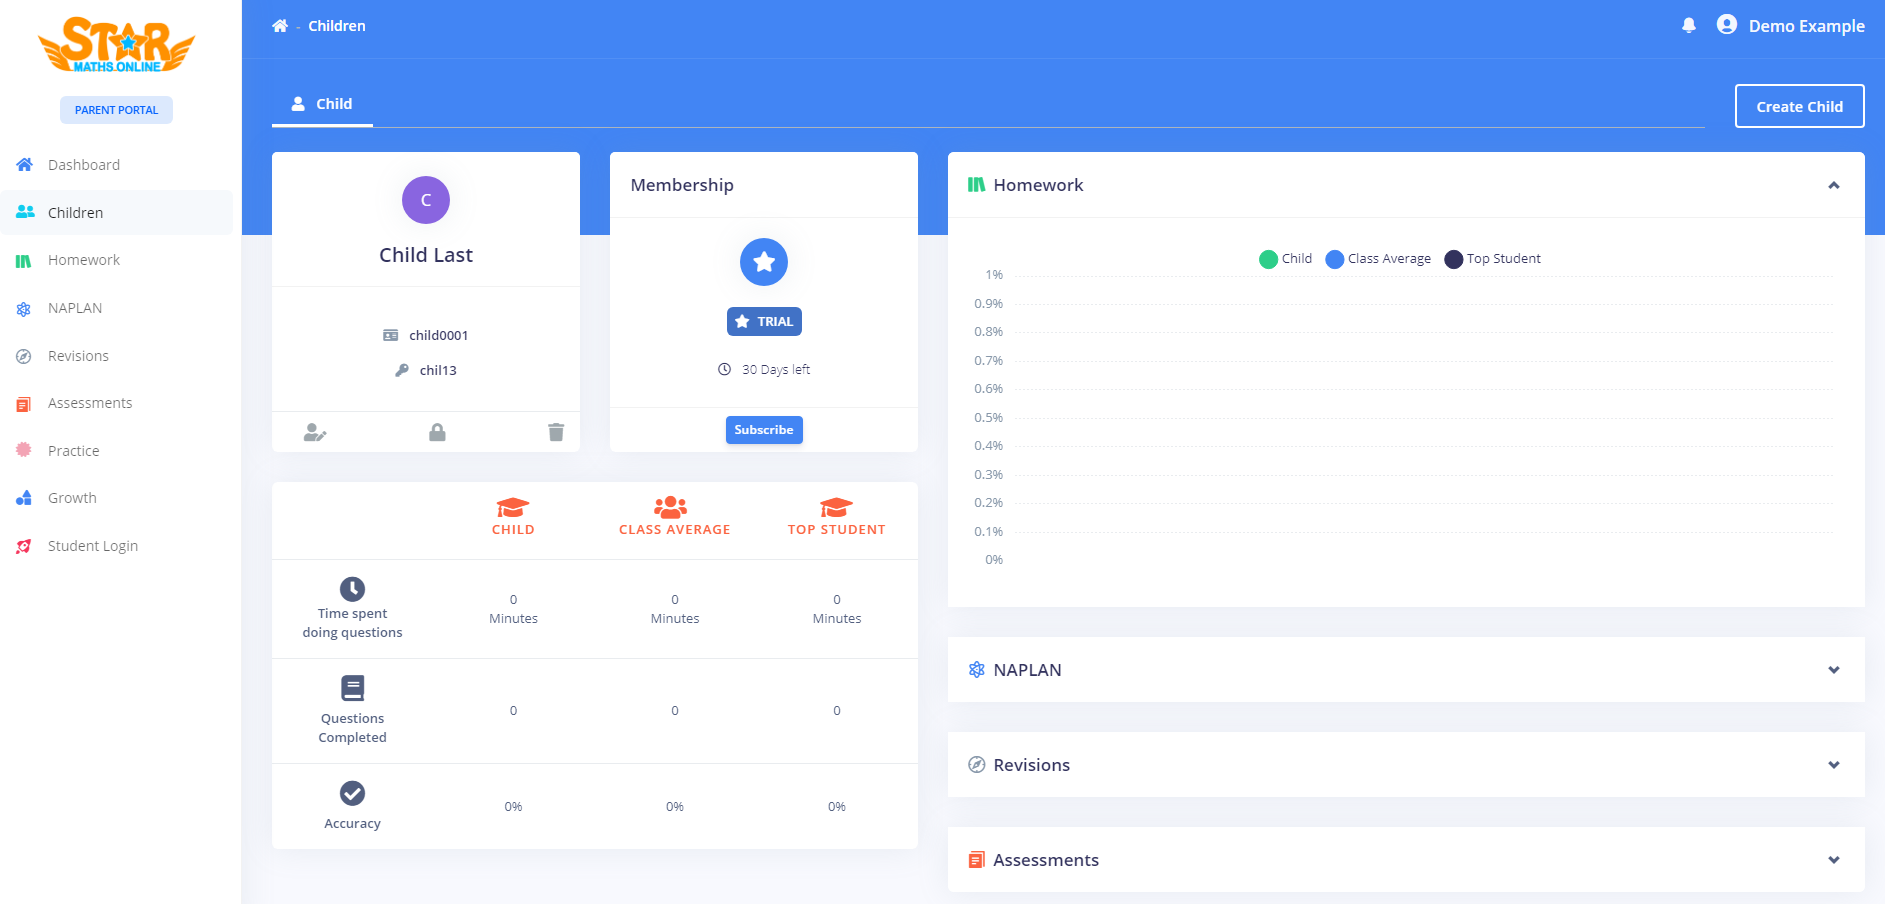 STAR
MATHS.ONLINE
PARENT PORTAL
Dashboard
Children
Homework
NAPLAN
Revisions
Assessments
Practice
Growth
Student Login
- Children
Demo Example
Child
Create Child
C
Child Last
child0001
chil13
Membership
TRIAL
30 Days left
Subscribe
CHILD CLASS AVERAGE TOP STUDENT
Time spent
doing questions
0 0 0
Minutes Minutes Minutes
Questions
Completed
0 0 0
Accuracy
0% 0% 0%
Homework
Child Class Average Top Student
1%
0.9%
0.8%
0.7%
0.6%
0.5%
0.4%
0.3%
0.2%
0.1%
0%
NAPLAN
Revisions
Assessments